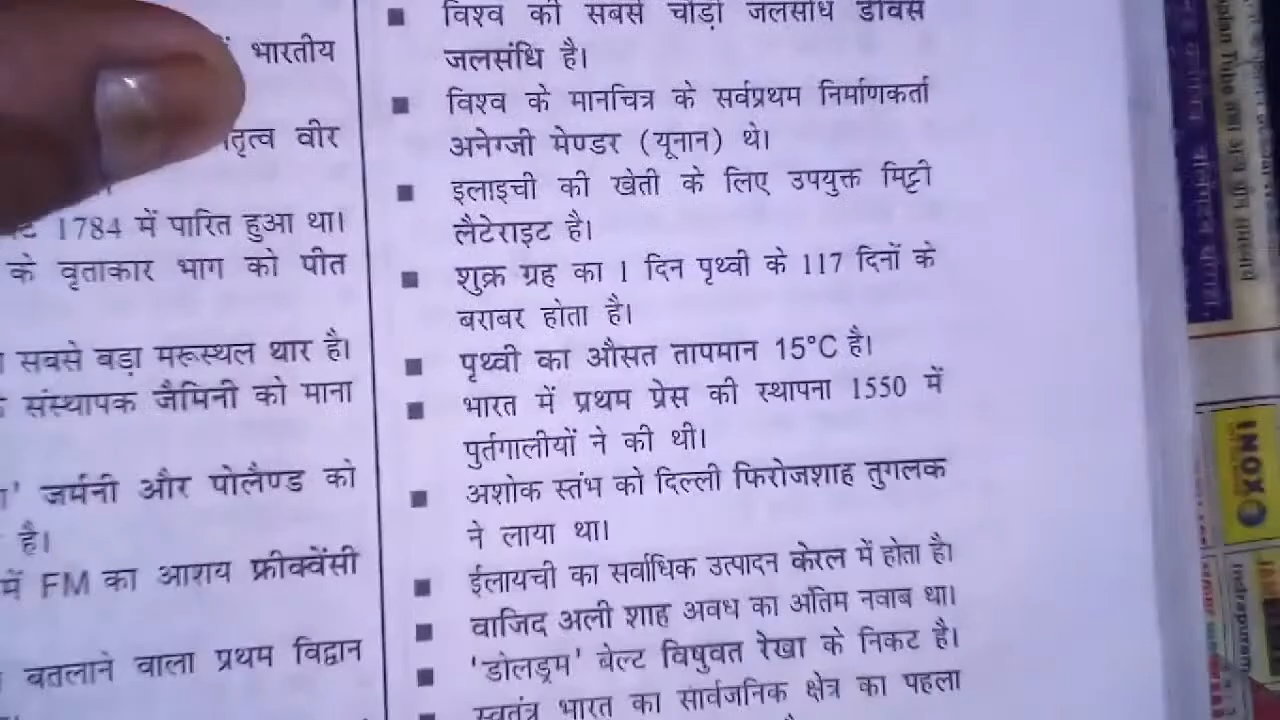 भारतीय
वीर
1784 में पारित हुआ था।
के वृताकार भाग को पीत
सबसे बड़ा मरूस्थल थार है।
संस्थापक जैमिनी को माना
जर्मनी और पोलैण्ड को
है।
में FM का आराय फ्रीक्वेंसी
बतलाने वाला प्रथम विद्वान
विश्व की सबसे चौड़ी जलसंधि डेविस
जलसंधि है।
विश्व के मानचित्र के सर्वप्रथम निर्माणकर्ता
अनेग्जी मेण्डर (यूनान) थे।
इलाइची की खेती के लिए उपयुक्त मिट्टी
लैटेराइट है।
शुक्र ग्रह का 1 दिन पृथ्वी के 117 दिनों के
बराबर होता है।
पृथ्वी का औसत तापमान 15°C है।
भारत में प्रथम प्रेस की स्थापना 1550 में
पुर्तगालीयों ने की थी।
अशोक स्तंभ को दिल्ली फिरोजशाह तुगलक
ने लाया था।
ईलायची का सर्वाधिक उत्पादन केरल में होता है।
वाजिद अली शाह अवध का अंतिम नवाब था।
'डोलड्रम' बेल्ट विषुवत रेखा के निकट है।
स्वतंत्र भारत का सार्वजनिक क्षेत्र का पहला
INOX
Indrapuram